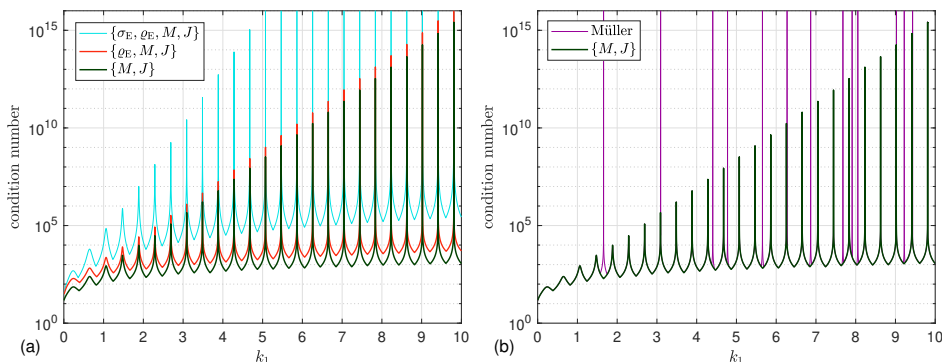 10^15
10^10
10^5
10^0
condition number
{σ_E, ϱ_E, M, J}
{ϱ_E, M, J}
{M, J}
0 1 2 3 4 5 6 7 8 9 10
k_1
(a)
10^15
10^10
10^5
10^0
condition number
Müller
{M, J}
0 1 2 3 4 5 6 7 8 9 10
k_1
(b)